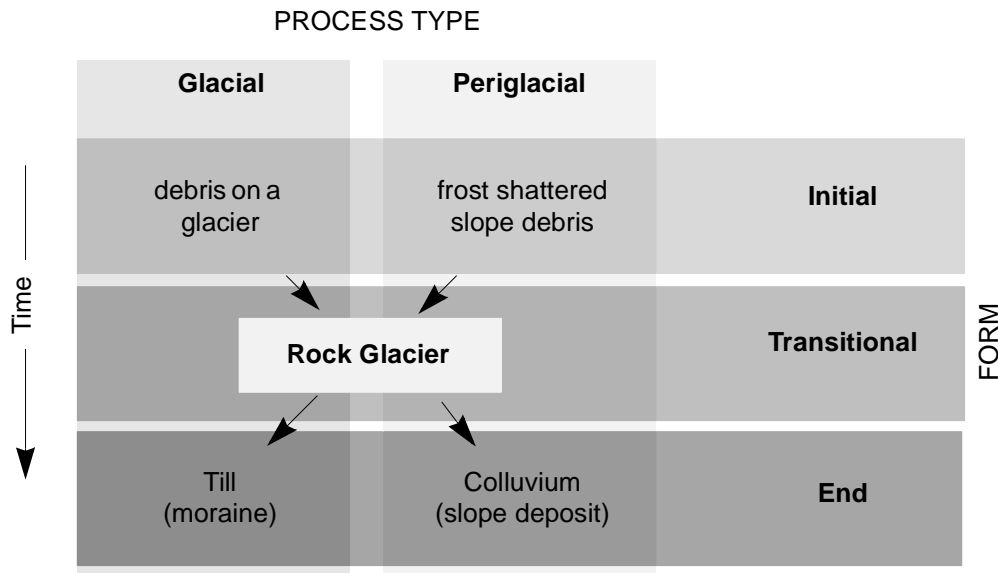 PROCESS TYPE
Glacial
Periglacial
debris on a
glacier
frost shattered
slope debris
Initial
Time
Rock Glacier
Transitional
FORM
Till
(moraine)
Colluvium
(slope deposit)
End